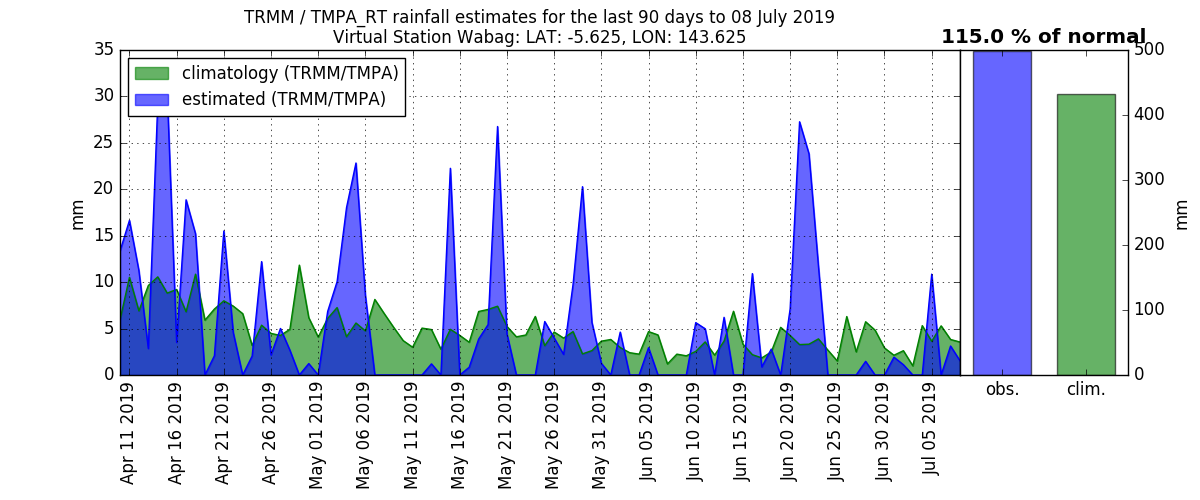 TRMM / TMPA_RT rainfall estimates for the last 90 days to 08 July 2019
Virtual Station Wabag: LAT: -5.625, LON: 143.625
115.0 % of normal
climatology (TRMM/TMPA)
estimated (TRMM/TMPA)
35
30
25
20
15
10
5
0
mm
Apr 11 2019
Apr 16 2019
Apr 21 2019
Apr 26 2019
May 01 2019
May 06 2019
May 11 2019
May 16 2019
May 21 2019
May 26 2019
May 31 2019
Jun 05 2019
Jun 10 2019
Jun 15 2019
Jun 20 2019
Jun 25 2019
Jun 30 2019
Jul 05 2019
obs.
clim.
500
400
300
200
100
0
mm